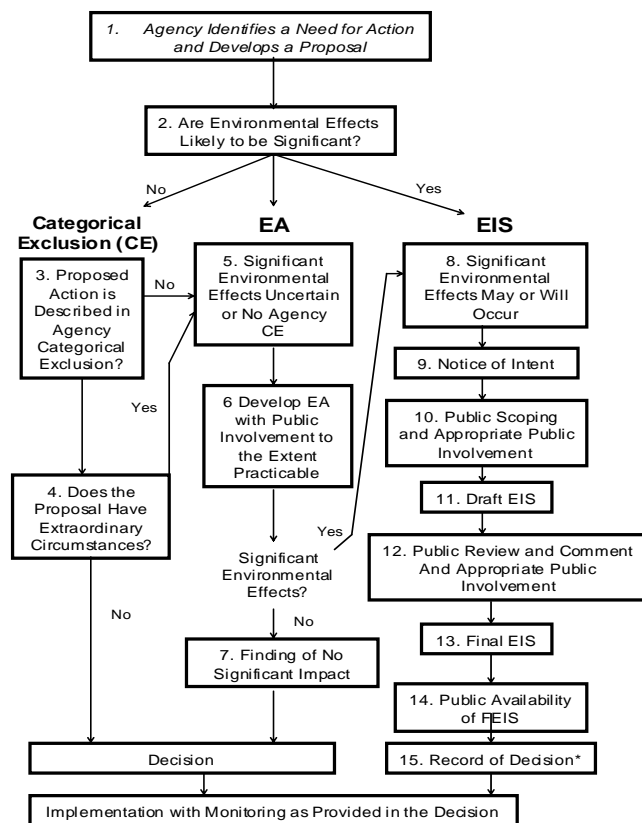 1. Agency Identifies a Need for Action
and Develops a Proposal
2. Are Environmental Effects
Likely to be Significant?
No
Yes
Categorical
Exclusion (CE)
EA
EIS
3. Proposed
Action is
Described in
Agency
Categorical
Exclusion?
No
5. Significant
Environmental
Effects Uncertain
or No Agency
CE
8. Significant
Environmental
Effects May or Will
Occur
9. Notice of Intent
Yes
6 Develop EA
with Public
Involvement to
the Extent
Practicable
10. Public Scoping
and Appropriate Public
Involvement
4. Does the
Proposal Have
Extraordinary
Circumstances?
11. Draft EIS
Yes
Significant
Environmental
Effects?
12. Public Review and Comment
And Appropriate Public
Involvement
No
No
13. Final EIS
7. Finding of No
Significant Impact
14. Public Availability
of FEIS
Decision
15. Record of Decision*
Implementation with Monitoring as Provided in the Decision